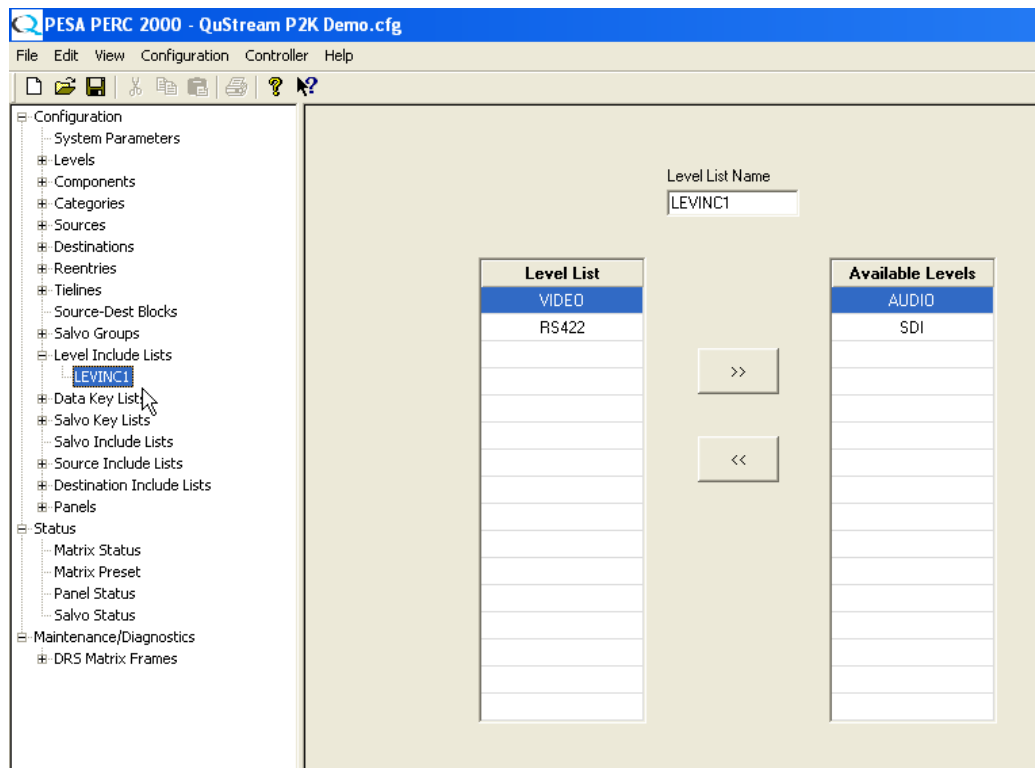 PESA PERC 2000 - QuStream P2K Demo.cfg
File Edit View Configuration Controller Help
Configuration
System Parameters
Levels
Components
Categories
Sources
Destinations
Reentries
Tielines
Source-Dest Blocks
Salvo Groups
Level Include Lists
LEVINC1
Data Key Lists
Salvo Key Lists
Salvo Include Lists
Source Include Lists
Destination Include Lists
Panels
Status
Matrix Status
Matrix Preset
Panel Status
Salvo Status
Maintenance/Diagnostics
DRS Matrix Frames
Level List Name
LEVINC1
Level List
VIDEO
RS422
>>
<<
Available Levels
AUDIO
SDI